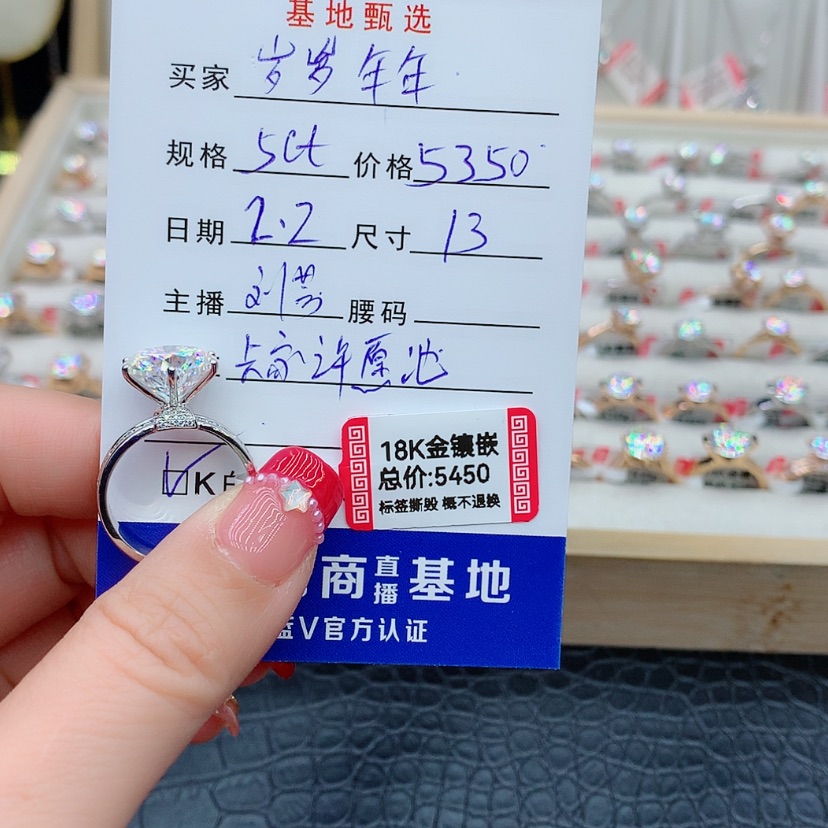 基地甄选
买家 岁岁年年
规格 5ct 价格 5350
日期 2.2 尺寸 13
主播 刘芳 腰码
许愿池
K白
18K金镶嵌
总价:5450
标签撕毁 概不退换
商直播基地
蓝V官方认证